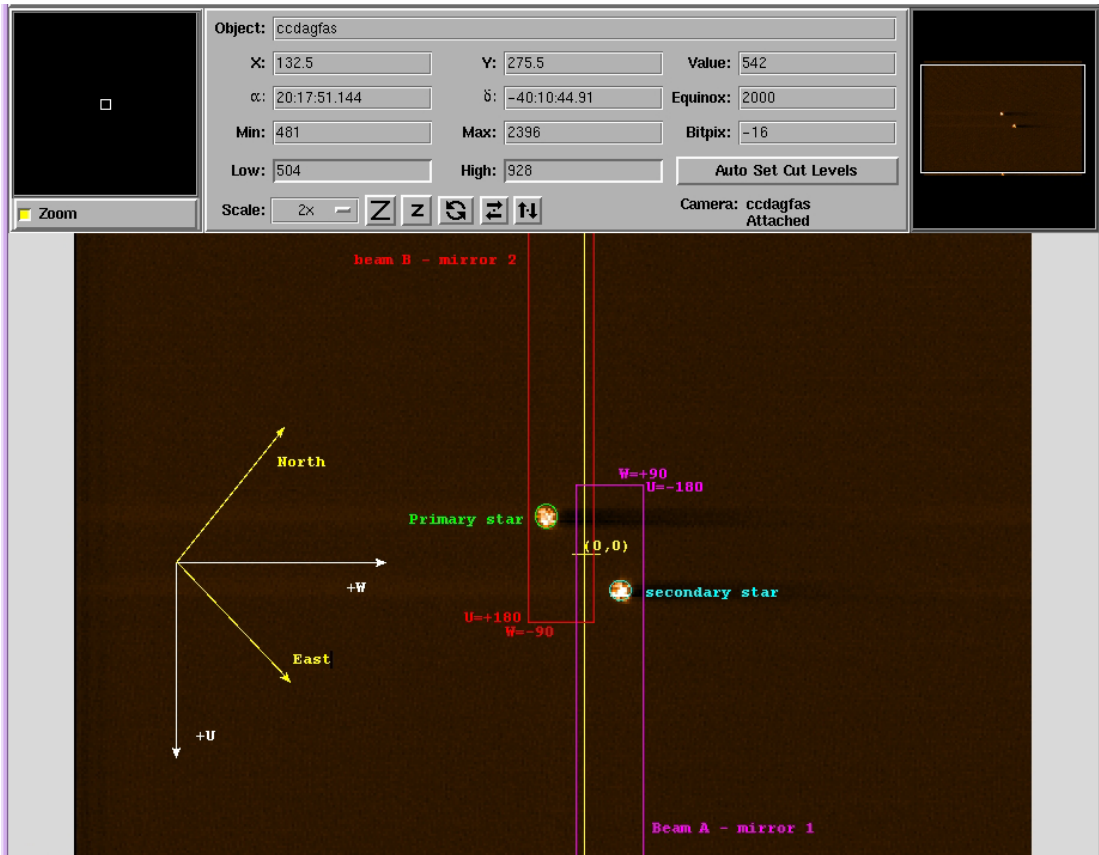 Object: ccdagfas
X: 132.5 Y: 275.5 Value: 542
α: 20:17:51.144 δ: -40:10:44.91 Equinox: 2000
Min: 481 Max: 2396 Bitpix: -16
Low: 504 High: 928 Auto Set Cut Levels
Zoom Scale: 2x Z z Camera: ccdagfas
Attached
beam B - mirror 2
North
W=+90
U=-180
Primary star
(0,0)
+W
secondary star
U=+180
W=-90
East
+U
Beam A - mirror 1